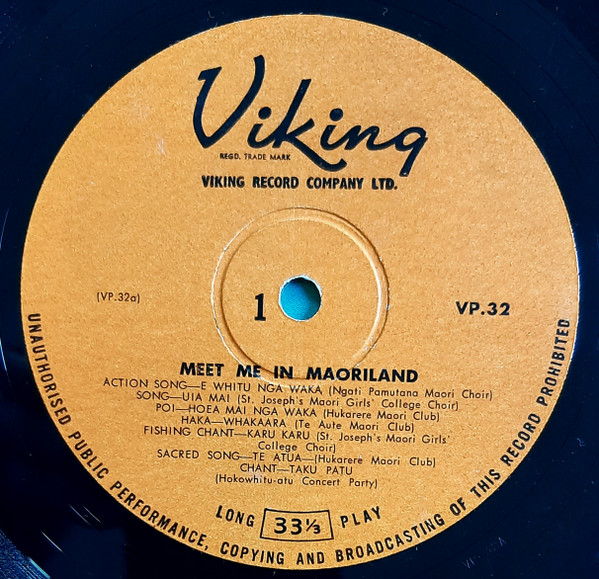 Viking
REGD. TRADE MARK
VIKING RECORD COMPANY LTD.
(VP.32a)
1
VP.32
MEET ME IN MAORILAND
ACTION SONG—E WHITU NGA WAKA (Ngati Pamutana Maori Choir)
SONG—UIA MAI (St. Joseph's Maori Girls' College Choir)
POI—HOEA MAI NGA WAKA (Hukarere Maori Club)
HAKA—WHAKAARA (Te Aute Maori Club)
FISHING CHANT—KARU KARU (St. Joseph's Maori Girls'
College Choir)
SACRED SONG—TE ATUA—(Hukarere Maori Club)
CHANT—TAKU PATU
(Hokowhitu-atu Concert Party)
LONG 33⅓ PLAY
UNAUTHORISED PUBLIC PERFORMANCE, COPYING AND BROADCASTING OF THIS RECORD PROHIBITED